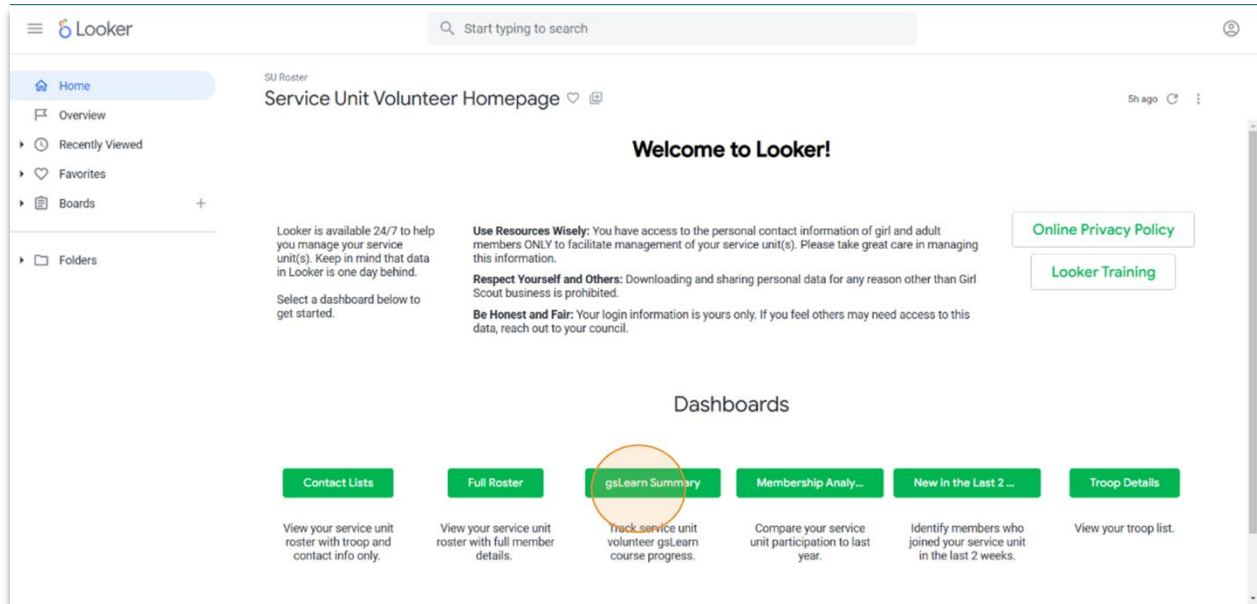 Looker
Start typing to search
Home
Overview
Recently Viewed
Favorites
Boards
Folders
SU Roster
Service Unit Volunteer Homepage
5h ago
Welcome to Looker!
Looker is available 24/7 to help
you manage your service
unit(s). Keep in mind that data
in Looker is one day behind.
Select a dashboard below to
get started.
Use Resources Wisely: You have access to the personal contact information of girl and adult
members ONLY to facilitate management of your service unit(s). Please take great care in managing
this information.
Respect Yourself and Others: Downloading and sharing personal data for any reason other than Girl
Scout business is prohibited.
Be Honest and Fair: Your login information is yours only. If you feel others may need access to this
data, reach out to your council.
Online Privacy Policy
Looker Training
Dashboards
Contact Lists
View your service unit
roster with troop and
contact info only.
Full Roster
View your service unit
roster with full member
details.
gsLearn Summary
Track service unit
volunteer gsLearn
course progress.
Membership Analy...
Compare your service
unit participation to last
year.
New in the Last 2 ...
Identify members who
joined your service unit
in the last 2 weeks.
Troop Details
View your troop list.